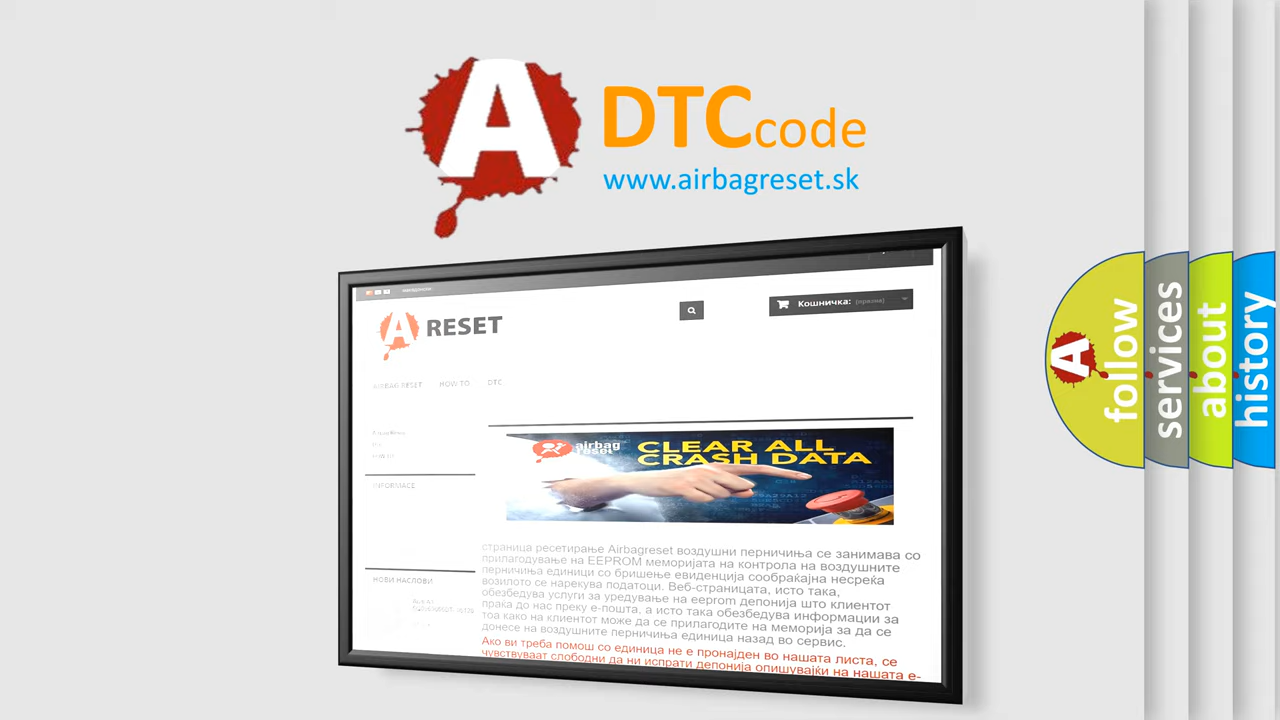 A
DTC code
www.airbagreset.sk
A RESET
Кошничка: (празна)
AIRBAG RESET HOW TO DTC
INFORMACE
airbag
reset
CLEAR ALL
CRASH DATA
НОВИ НАСЛОВИ
страница ресетирање Airbagreset воздушни перничиња се занимава со
прилагодување на EEPROM меморијата на контрола на воздушните
перничиња единици со бришење евиденција сообраќајна несреќа
возилото се нарекува податоци. Веб-страницата, исто така,
обезбедува услуги за уредување на eeprom депонија што клиентот
праќа до нас преку е-пошта, а исто така обезбедува информации за
тоа како на клиентот може да се прилагодите на меморија за да се
донесе на воздушните перничиња единица назад во сервис.
Ако ви треба помош со единица не е пронајден во нашата листа, се
чувствуваат слободни да ни испрати депонија опишувајќи на нашата е-
A
follow
services
about
history